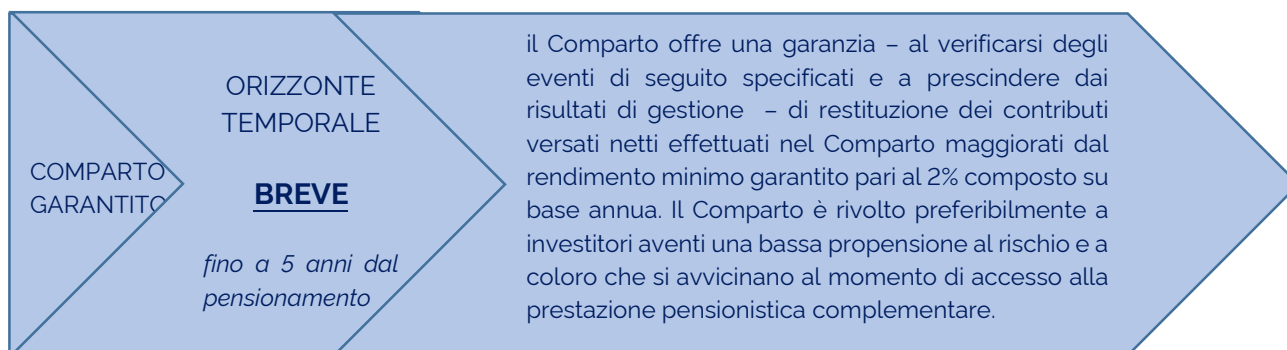 COMPARTO
GARANTITO
ORIZZONTE
TEMPORALE
BREVE
fino a 5 anni dal
pensionamento
il Comparto offre una garanzia – al verificarsi degli
eventi di seguito specificati e a prescindere dai
risultati di gestione – di restituzione dei contributi
versati netti effettuati nel Comparto maggiorati dal
rendimento minimo garantito pari al 2% composto su
base annua. Il Comparto è rivolto preferibilmente a
investitori aventi una bassa propensione al rischio e a
coloro che si avvicinano al momento di accesso alla
prestazione pensionistica complementare.